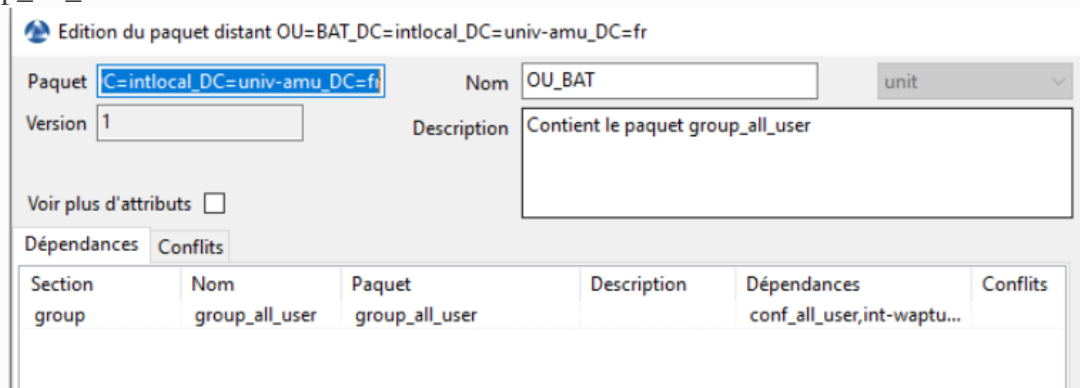 Edition du paquet distant OU=BAT_DC=intlocal_DC=univ-amu_DC=fr
Paquet C=intlocal_DC=univ-amu_DC=fr Nom OU_BAT unit
Version 1 Description Contient le paquet group_all_user
Voir plus d'attributs
Dépendances Conflits
Section Nom Paquet Description Dépendances Conflits
group group_all_user group_all_user conf_all_user,int-waptu...